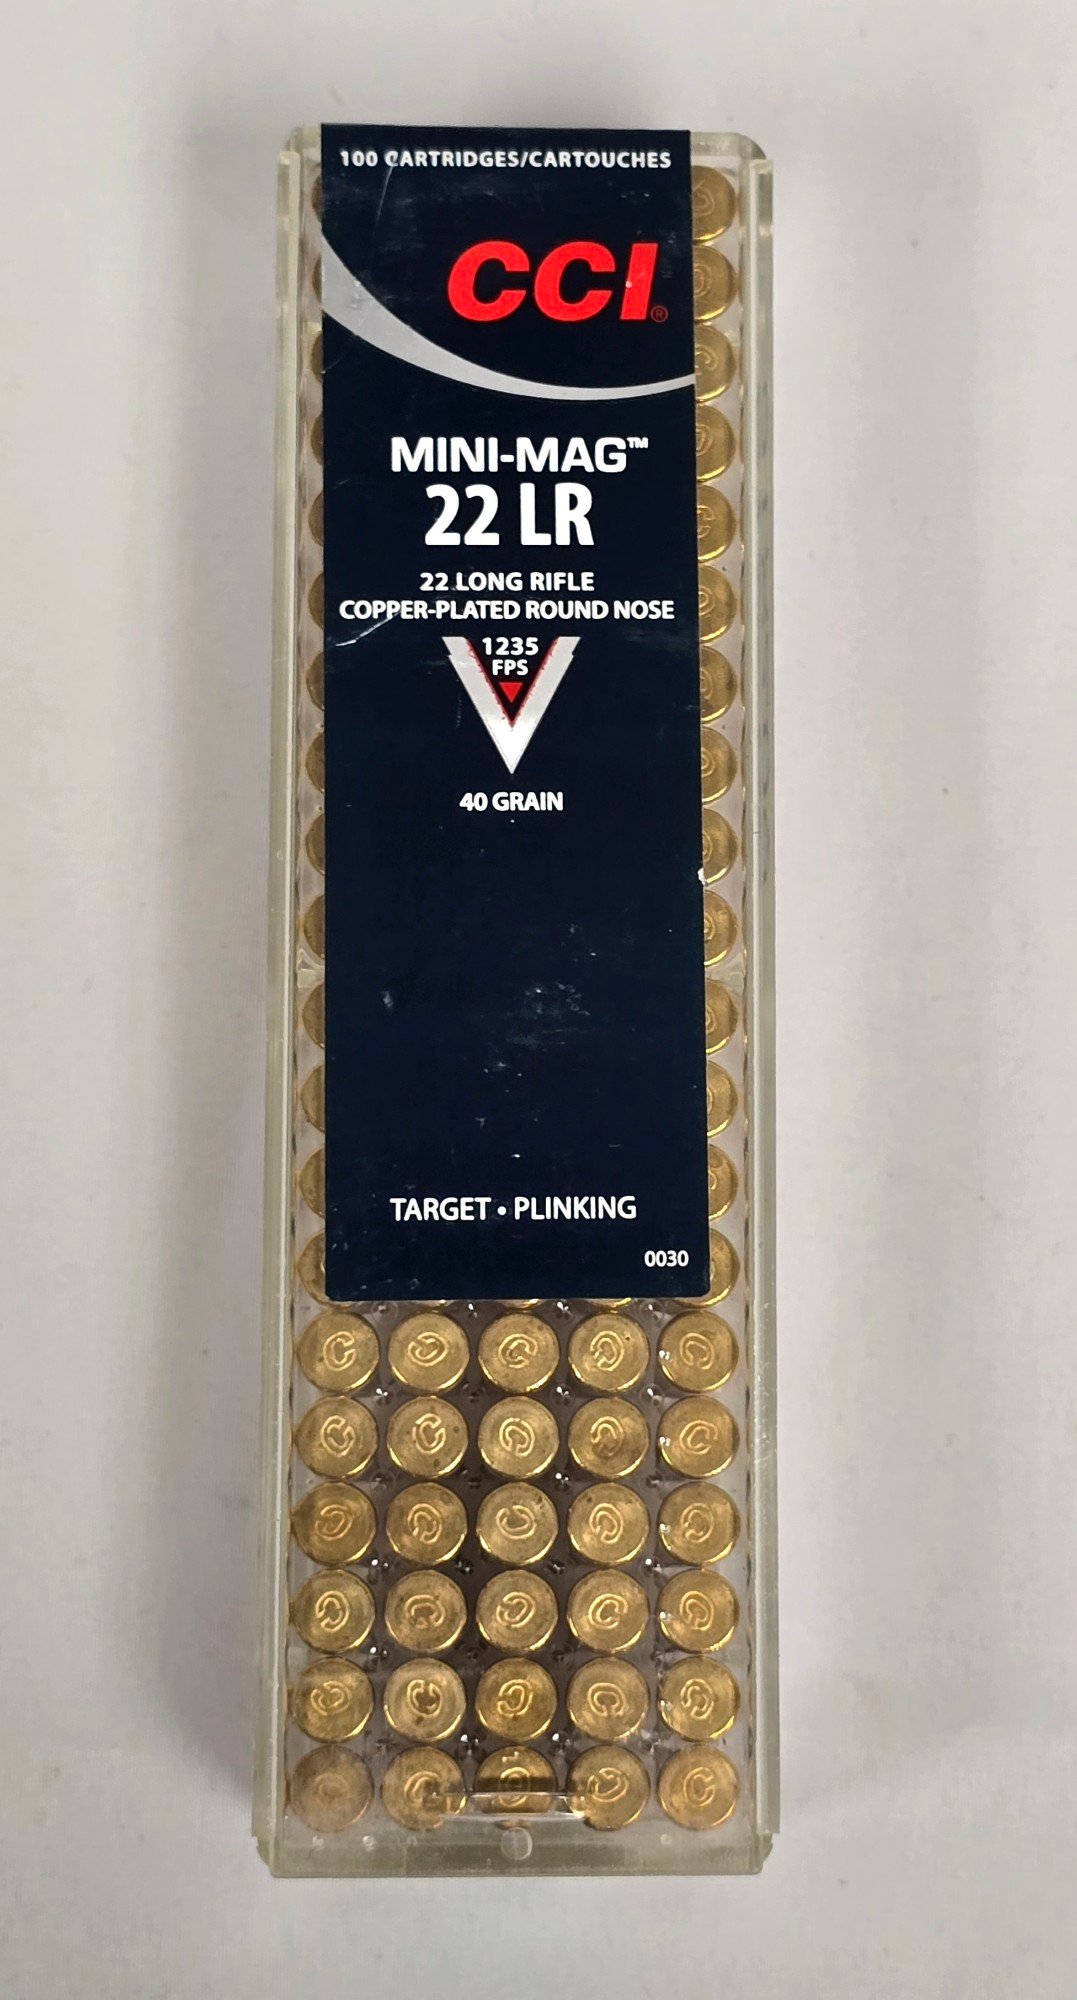 100 CARTRIDGES/CARTOUCHES
CCI®
MINI-MAG™
22 LR
22 LONG RIFLE
COPPER-PLATED ROUND NOSE
1235
FPS
40 GRAIN
TARGET • PLINKING
0030
C C C C C
C C C C C
C C C C C
C C C C C
C C C C C
C C C C